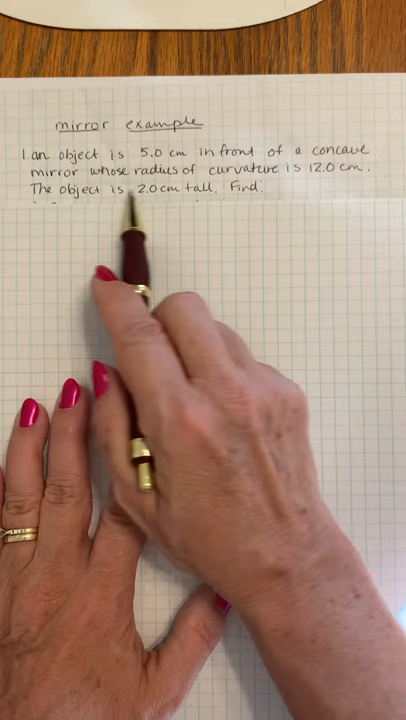 mirror example
1 an object is 5.0 cm in front of a concave
mirror whose radius of curvature is 12.0 cm.
The object is 2.0 cm tall. Find: